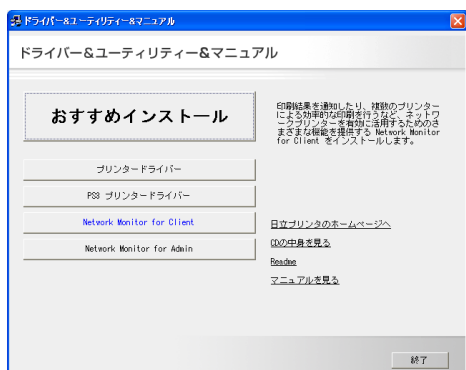 ドライバー&ユーティリティー&マニュアル
ドライバー&ユーティリティー&マニュアル
おすすめインストール
印刷結果を通知したり、複数のプリンター
による効率的な印刷を行うなど、ネットワ
ークプリンターを有効に活用するためのさ
まざまな機能を提供する Network Monitor
for Client をインストールします。
プリンタードライバー
PS3 プリンタードライバー
Network Monitor for Client
Network Monitor for Admin
日立プリンタのホームページへ
CDの中身を見る
Readme
マニュアルを見る
終了